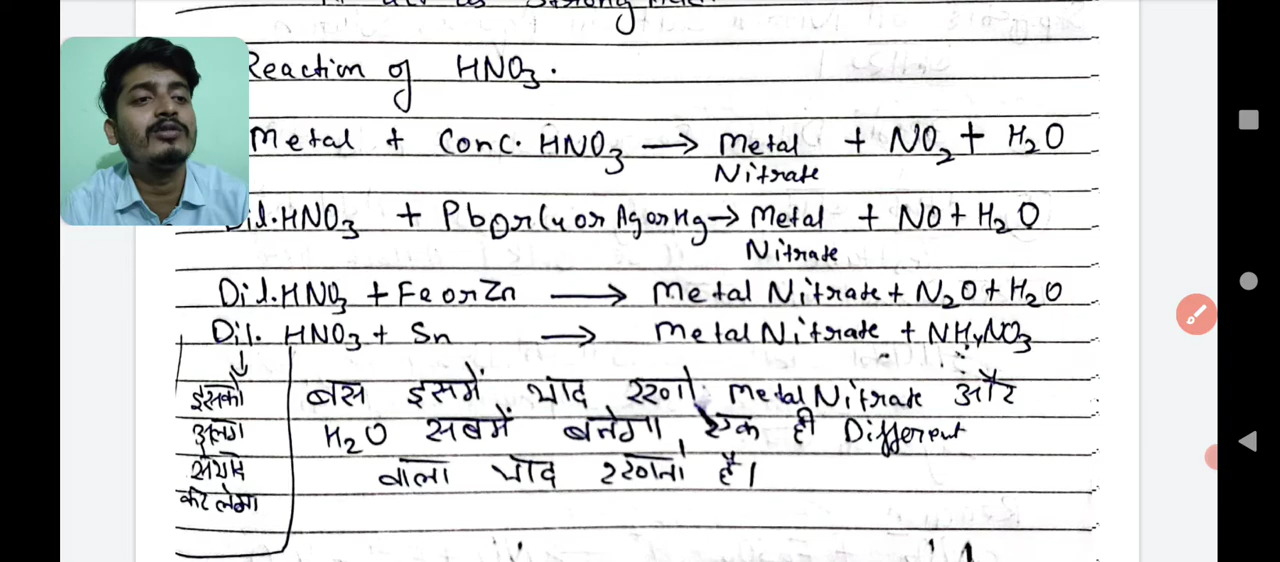 Reaction of HNO3.
Metal + Conc. HNO3 → Metal Nitrate + NO2 + H2O
Dil. HNO3 + Pb or Cu or Ag or Hg → Metal Nitrate + NO + H2O
Dil. HNO3 + Fe or Zn → Metal Nitrate + N2O + H2O
Dil. HNO3 + Sn → Metal Nitrate + NH4NO3
इसको
अलग
से याद
कर लेगा
बस इसमें याद रखो Metal Nitrate और
H2O सबमें बनेगा, एक ही Different
वाला याद रखना है।